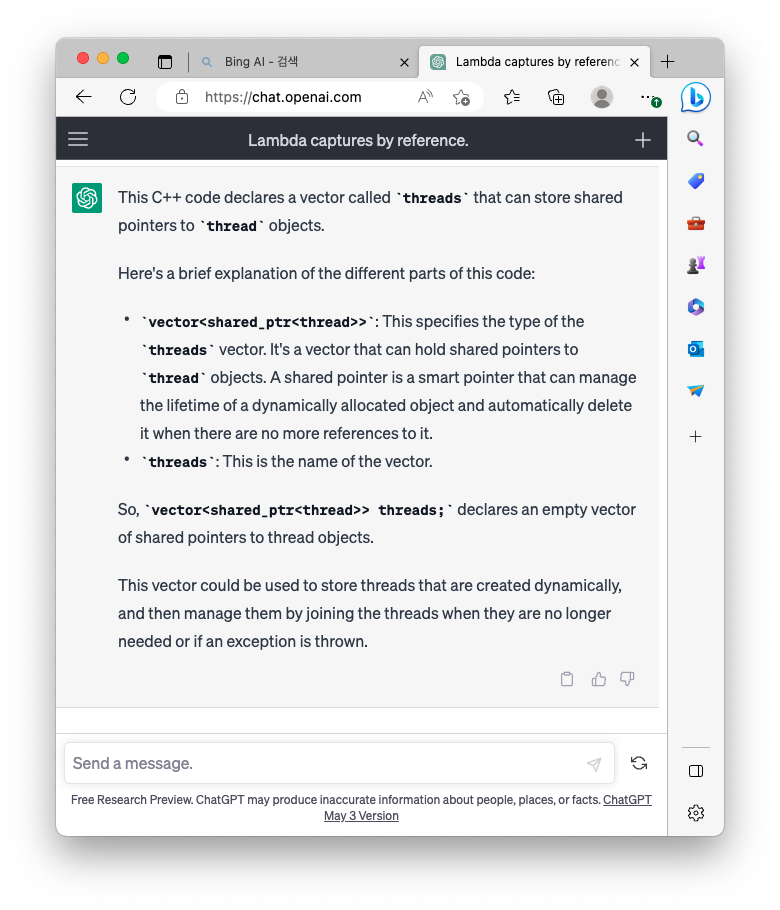 Bing AI - 검색
Lambda captures by referenc
https://chat.openai.com
Lambda captures by reference.
This C++ code declares a vector called `threads` that can store shared
pointers to `thread` objects.
Here's a brief explanation of the different parts of this code:
• `vector<shared_ptr<thread>>`: This specifies the type of the
`threads` vector. It's a vector that can hold shared pointers to
`thread` objects. A shared pointer is a smart pointer that can manage
the lifetime of a dynamically allocated object and automatically delete
it when there are no more references to it.
• `threads`: This is the name of the vector.
So, `vector<shared_ptr<thread>> threads;` declares an empty vector
of shared pointers to thread objects.
This vector could be used to store threads that are created dynamically,
and then manage them by joining the threads when they are no longer
needed or if an exception is thrown.
Send a message.
Free Research Preview. ChatGPT may produce inaccurate information about people, places, or facts. ChatGPT
May 3 Version